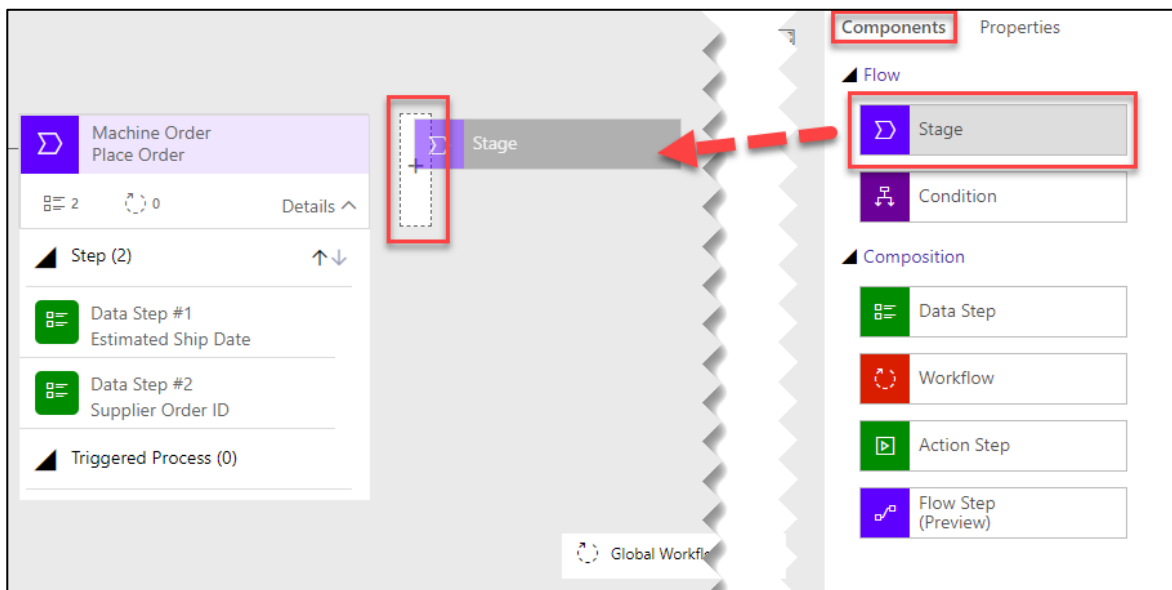 Components Properties
Flow
Stage
Condition
Composition
Data Step
Workflow
Action Step
Flow Step
(Preview)
Machine Order
Place Order
2 0 Details
Step (2)
Data Step #1
Estimated Ship Date
Data Step #2
Supplier Order ID
Triggered Process (0)
+ Stage
Global